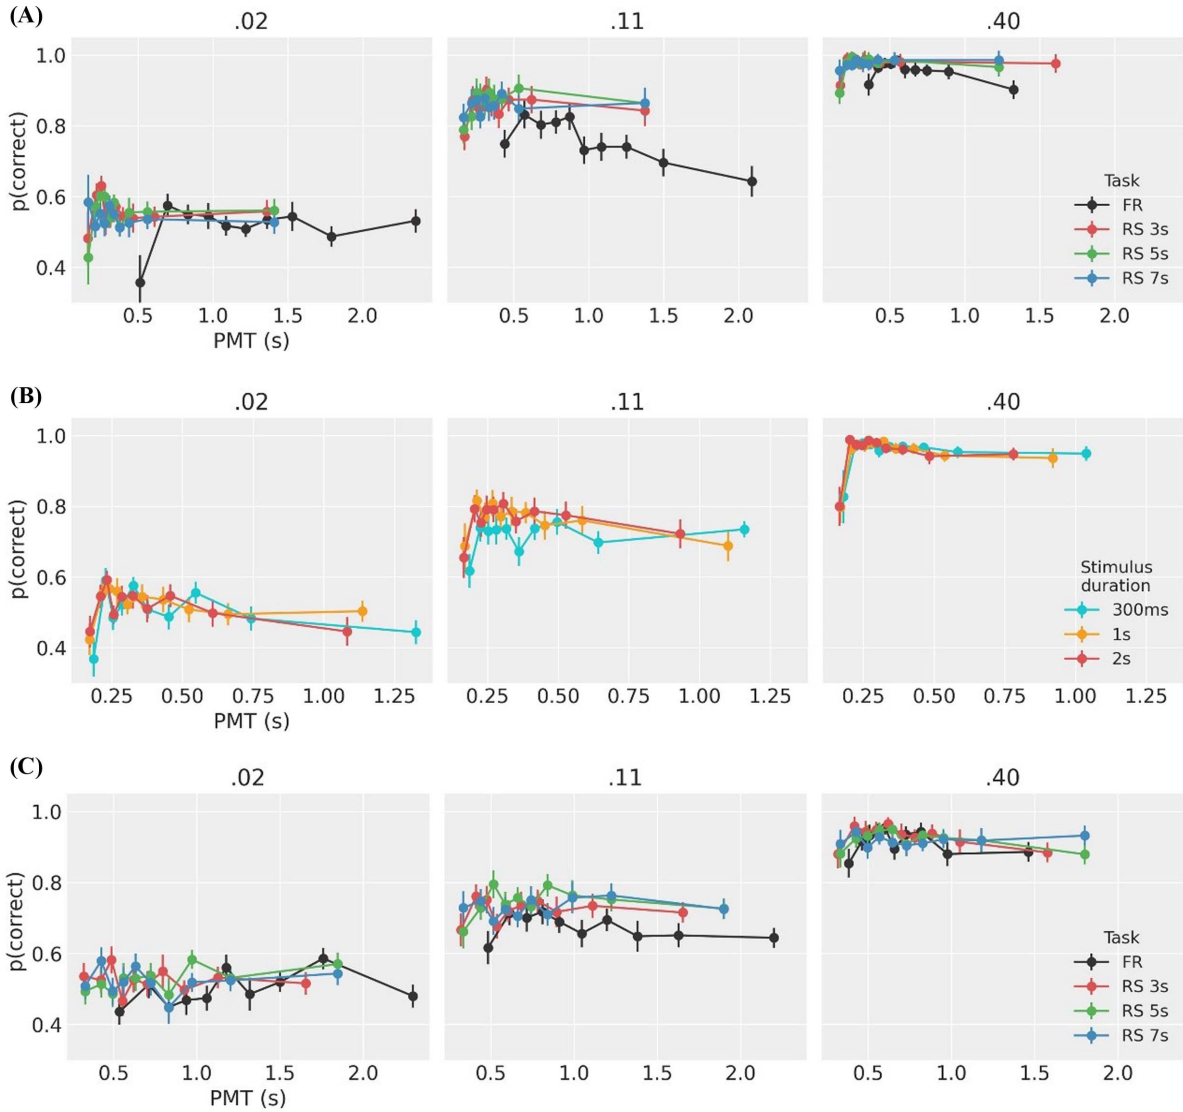 (A)
.02 .11 .40
1.0
0.8
0.6
0.4
p(correct)
0.5 1.0 1.5 2.0 0.5 1.0 1.5 2.0 0.5 1.0 1.5 2.0
PMT (s)
Task
FR
RS 3s
RS 5s
RS 7s
(B)
.02 .11 .40
1.0
0.8
0.6
0.4
p(correct)
0.25 0.50 0.75 1.00 1.25 0.25 0.50 0.75 1.00 1.25 0.25 0.50 0.75 1.00 1.25
PMT (s)
Stimulus
duration
300ms
1s
2s
(C)
.02 .11 .40
1.0
0.8
0.6
0.4
p(correct)
0.5 1.0 1.5 2.0 0.5 1.0 1.5 2.0 0.5 1.0 1.5 2.0
PMT (s)
Task
FR
RS 3s
RS 5s
RS 7s